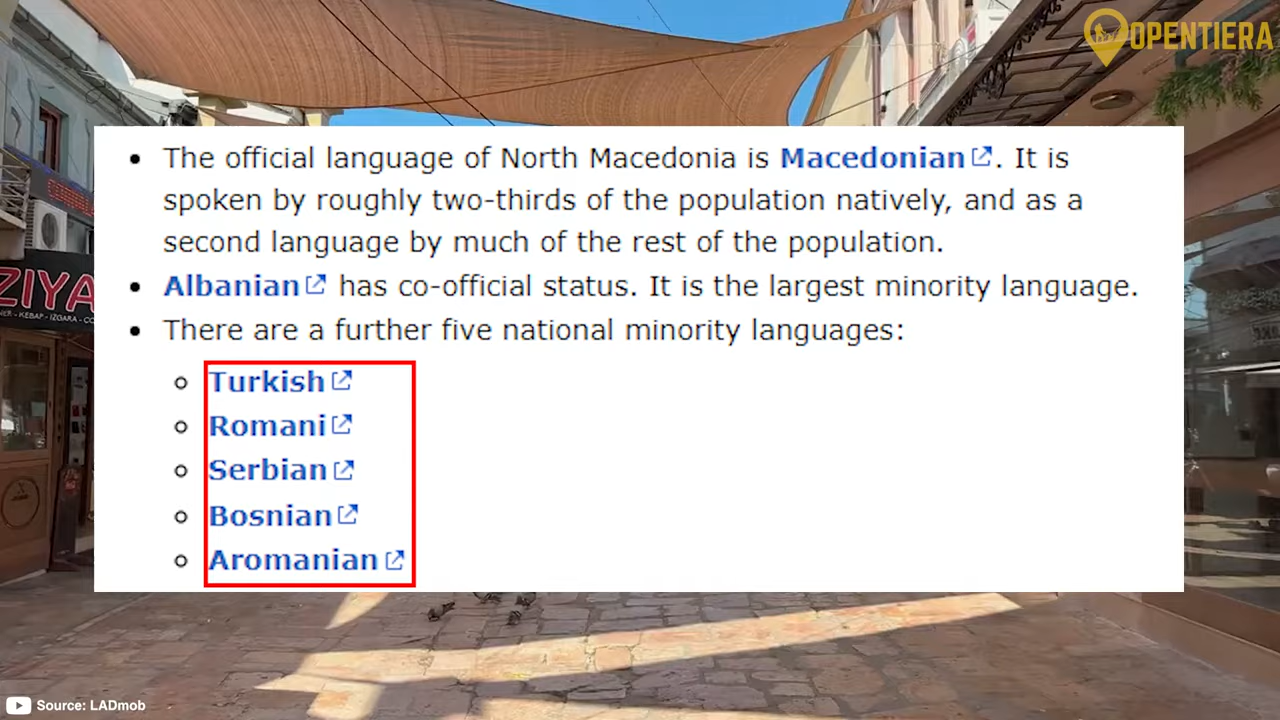 OPENTIERA
• The official language of North Macedonia is Macedonian. It is
spoken by roughly two-thirds of the population natively, and as a
second language by much of the rest of the population.
• Albanian has co-official status. It is the largest minority language.
• There are a further five national minority languages:
Turkish
Romani
Serbian
Bosnian
Aromanian
ZIYA
KEBAP - IZGARA
Source: LADmob